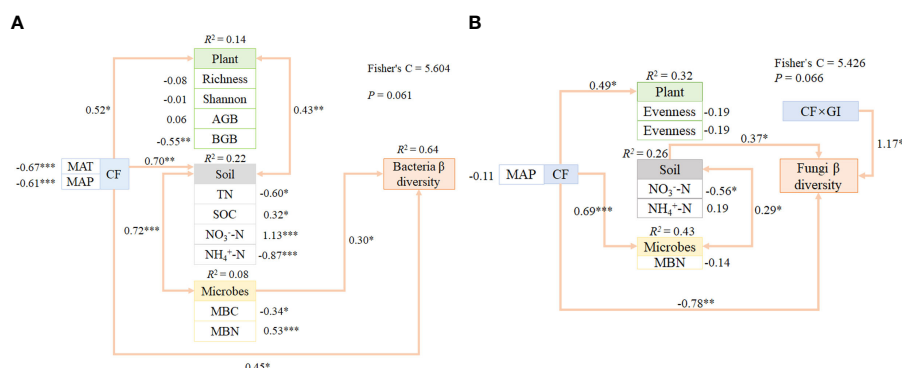 A
R² = 0.14
Plant
Richness
-0.08
Shannon
-0.01
AGB
0.06
BGB
-0.55**
0.52*
0.43**
Fisher's C = 5.604
P = 0.061
-0.67*** MAT
-0.61*** MAP
CF
0.70**
R² = 0.22
Soil
TN -0.60*
SOC 0.32*
NO₃⁻-N 1.13***
NH₄⁺-N -0.87***
0.72***
R² = 0.08
Microbes
MBC -0.34*
MBN 0.53***
0.30*
R² = 0.64
Bacteria β
diversity
0.45*
B
R² = 0.32
Plant
Evenness -0.19
Evenness -0.19
0.49*
Fisher's C = 5.426
P = 0.066
CF×GI
1.17*
0.37*
R² = 0.26
Soil
NO₃⁻-N -0.56*
NH₄⁺-N 0.19
-0.11 MAP CF
0.69***
0.29*
R² = 0.43
Microbes
MBN -0.14
Fungi β
diversity
-0.78**